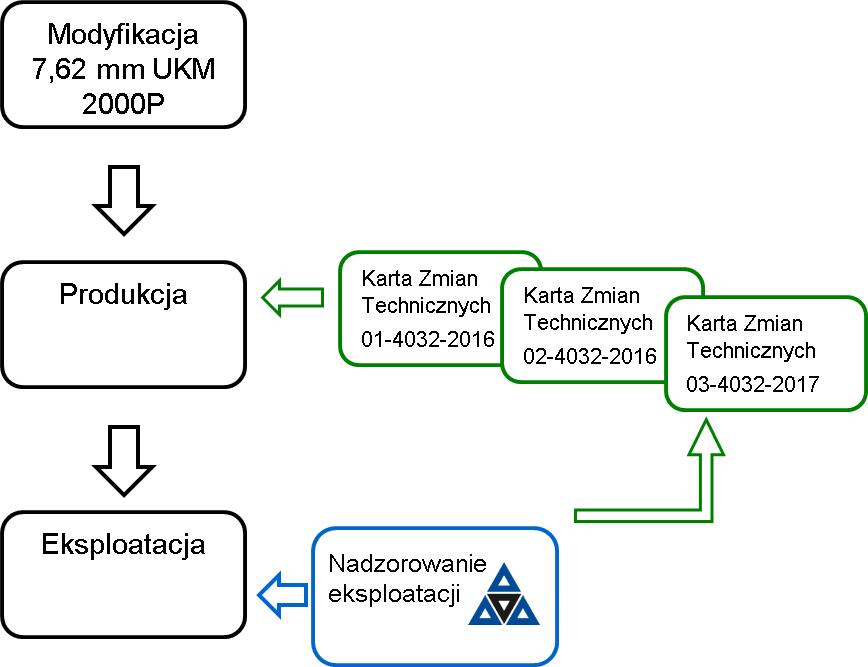 Modyfikacja
7,62 mm UKM
2000P
Produkcja
Karta Zmian
Technicznych
01-4032-2016
Karta Zmian
Technicznych
02-4032-2016
Karta Zmian
Technicznych
03-4032-2017
Eksploatacja
Nadzorowanie
eksploatacji